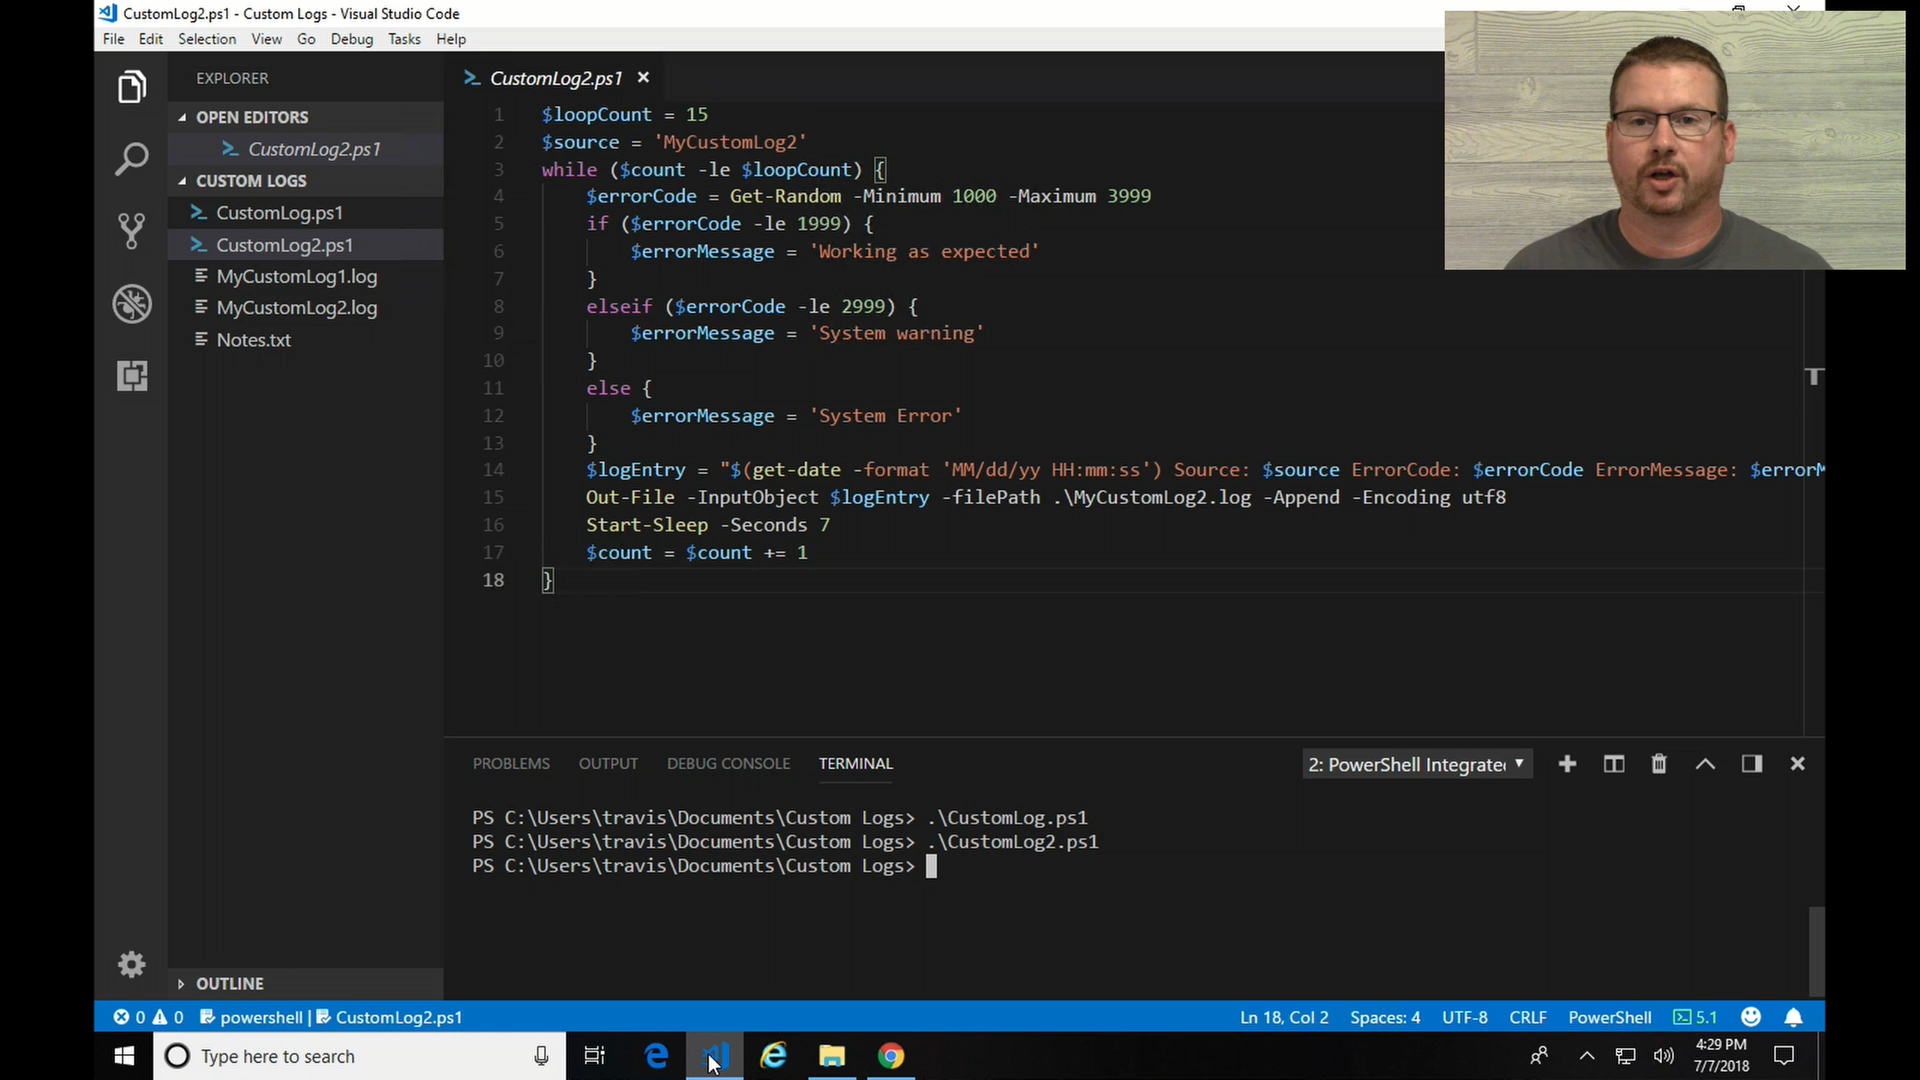 CustomLog2.ps1 - Custom Logs - Visual Studio Code
File Edit Selection View Go Debug Tasks Help
EXPLORER
OPEN EDITORS
CustomLog2.ps1
CUSTOM LOGS
CustomLog.ps1
CustomLog2.ps1
MyCustomLog1.log
MyCustomLog2.log
Notes.txt
OUTLINE
CustomLog2.ps1
1 $loopCount = 15
2 $source = 'MyCustomLog2'
3 while ($count -le $loopCount) {
4 $errorCode = Get-Random -Minimum 1000 -Maximum 3999
5 if ($errorCode -le 1999) {
6 $errorMessage = 'Working as expected'
7 }
8 elseif ($errorCode -le 2999) {
9 $errorMessage = 'System warning'
10 }
11 else {
12 $errorMessage = 'System Error'
13 }
14 $logEntry = "$(get-date -format 'MM/dd/yy HH:mm:ss') Source: $source ErrorCode: $errorCode ErrorMessage: $errorM
15 Out-File -InputObject $logEntry -filePath .\MyCustomLog2.log -Append -Encoding utf8
16 Start-Sleep -Seconds 7
17 $count = $count += 1
18 }
PROBLEMS OUTPUT DEBUG CONSOLE TERMINAL
2: PowerShell Integrate
PS C:\Users\travis\Documents\Custom Logs> .\CustomLog.ps1
PS C:\Users\travis\Documents\Custom Logs> .\CustomLog2.ps1
PS C:\Users\travis\Documents\Custom Logs>
0 0 powershell | CustomLog2.ps1
Ln 18, Col 2 Spaces: 4 UTF-8 CRLF PowerShell 5.1
Type here to search
4:29 PM
7/7/2018